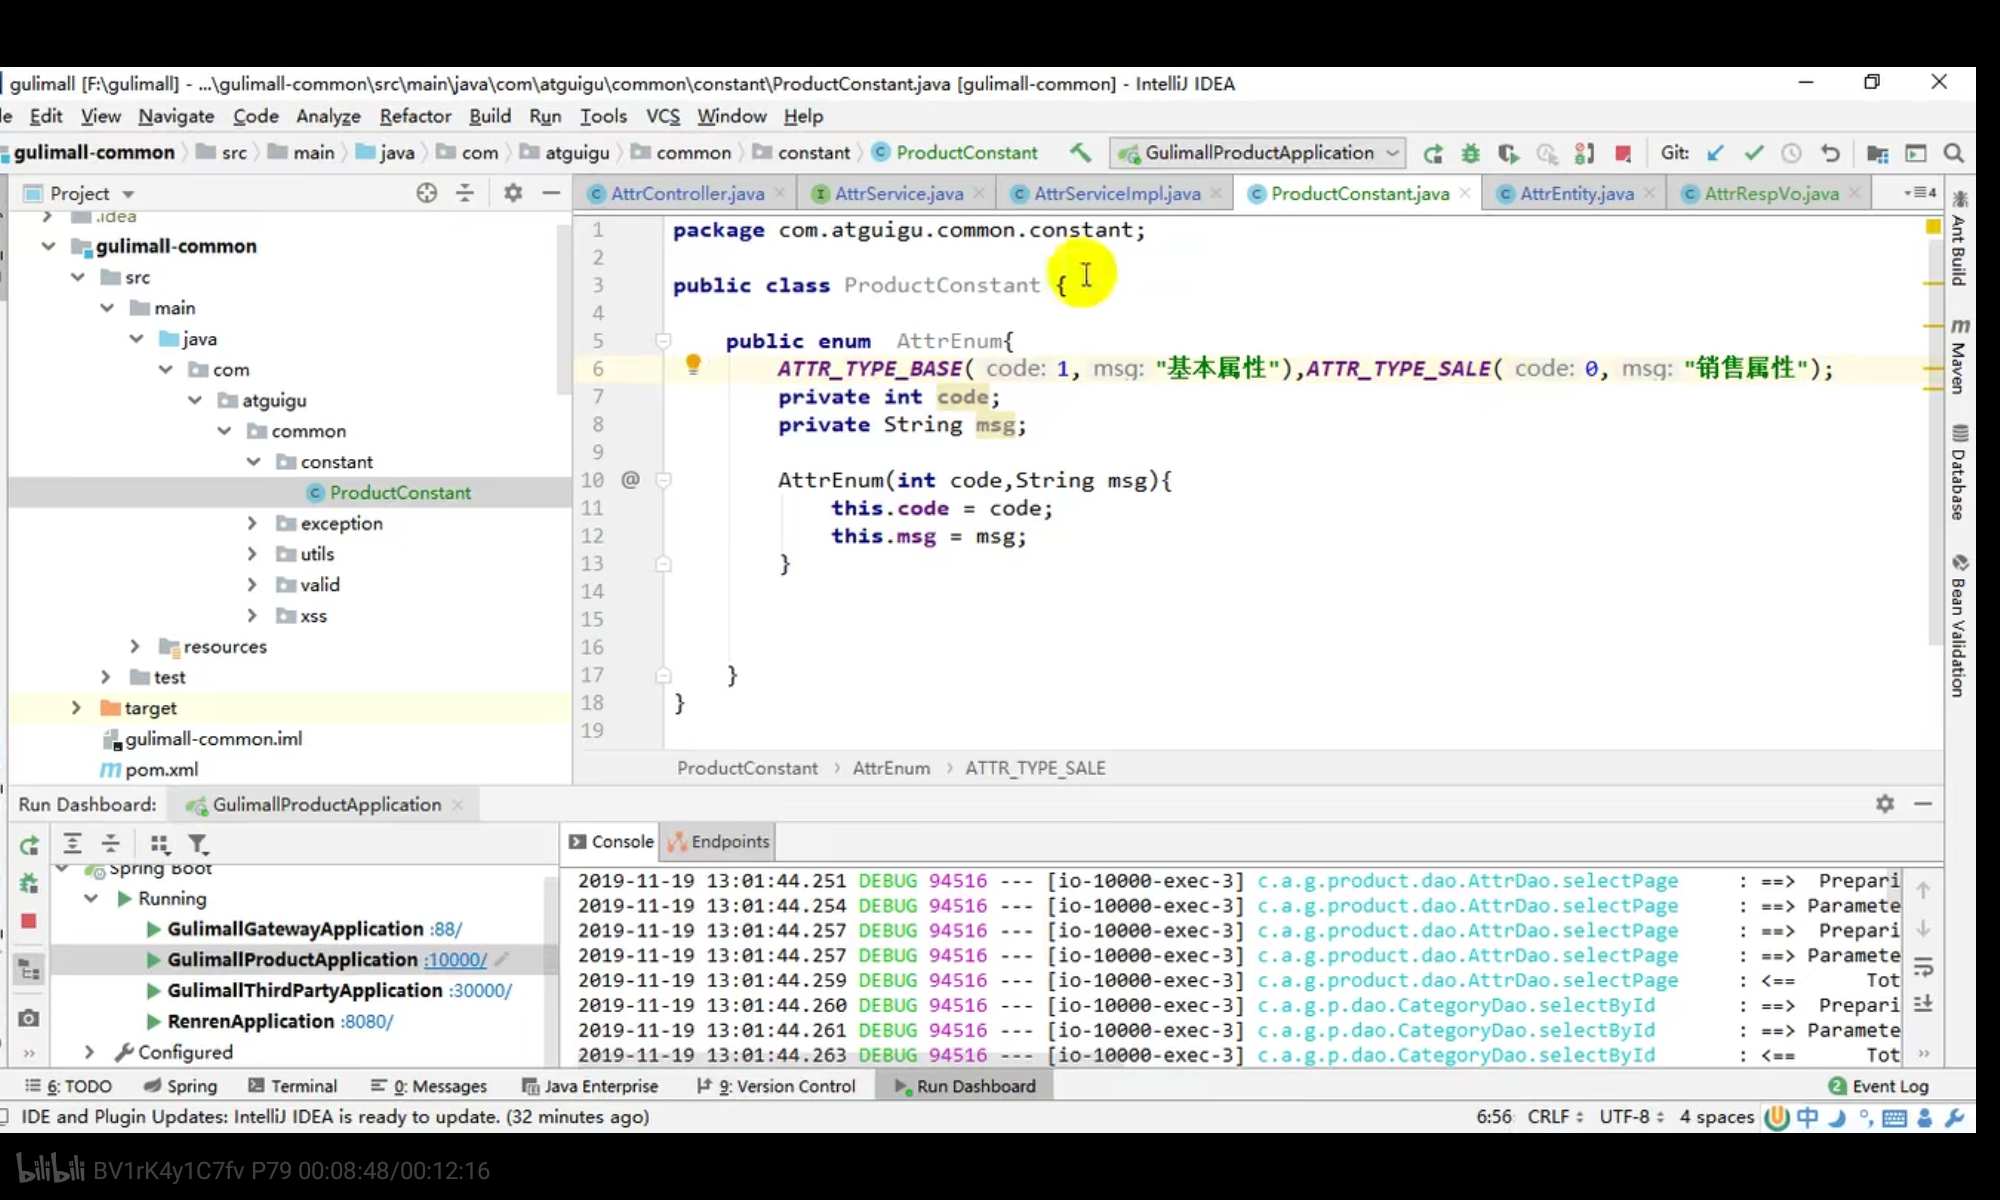 gulimall [F:\gulimall] - ...\gulimall-common\src\main\java\com\atguigu\common\constant\ProductConstant.java [gulimall-common] - IntelliJ IDEA
Edit View Navigate Code Analyze Refactor Build Run Tools VCS Window Help
gulimall-common src main java com atguigu common constant ProductConstant GulimallProductApplication Git:
Project
AttrController.java AttrService.java AttrServiceImpl.java ProductConstant.java AttrEntity.java AttrRespVo.java 4
.idea
gulimall-common
src
main
java
com
atguigu
common
constant
ProductConstant
exception
utils
valid
xss
resources
test
target
gulimall-common.iml
pom.xml
1 package com.atguigu.common.constant;
2
3 public class ProductConstant {
4
5 public enum AttrEnum{
6 ATTR_TYPE_BASE( code: 1, msg: "基本属性"),ATTR_TYPE_SALE( code: 0, msg: "销售属性");
7 private int code;
8 private String msg;
9
10 @ AttrEnum(int code,String msg){
11 this.code = code;
12 this.msg = msg;
13 }
14
15
16
17 }
18 }
19
ProductConstant › AttrEnum › ATTR_TYPE_SALE
Ant Build
Maven
Database
Bean Validation
Run Dashboard: GulimallProductApplication
Console Endpoints
Spring Boot
Running
GulimallGatewayApplication :88/
GulimallProductApplication :10000/
GulimallThirdPartyApplication :30000/
RenrenApplication :8080/
Configured
2019-11-19 13:01:44.251 DEBUG 94516 --- [io-10000-exec-3] c.a.g.product.dao.AttrDao.selectPage : ==> Prepari
2019-11-19 13:01:44.254 DEBUG 94516 --- [io-10000-exec-3] c.a.g.product.dao.AttrDao.selectPage : ==> Paramete
2019-11-19 13:01:44.257 DEBUG 94516 --- [io-10000-exec-3] c.a.g.product.dao.AttrDao.selectPage : ==> Prepari
2019-11-19 13:01:44.257 DEBUG 94516 --- [io-10000-exec-3] c.a.g.product.dao.AttrDao.selectPage : ==> Paramete
2019-11-19 13:01:44.259 DEBUG 94516 --- [io-10000-exec-3] c.a.g.product.dao.AttrDao.selectPage : <== Tot
2019-11-19 13:01:44.260 DEBUG 94516 --- [io-10000-exec-3] c.a.g.p.dao.CategoryDao.selectById : ==> Prepari
2019-11-19 13:01:44.261 DEBUG 94516 --- [io-10000-exec-3] c.a.g.p.dao.CategoryDao.selectById : ==> Paramete
2019-11-19 13:01:44.263 DEBUG 94516 --- [io-10000-exec-3] c.a.g.p.dao.CategoryDao.selectById : <== Tot
6: TODO Spring Terminal 0: Messages Java Enterprise 9: Version Control Run Dashboard 2 Event Log
IDE and Plugin Updates: IntelliJ IDEA is ready to update. (32 minutes ago) 6:56 CRLF UTF-8 4 spaces 中
bilibili BV1rK4y1C7fv P79 00:08:48/00:12:16